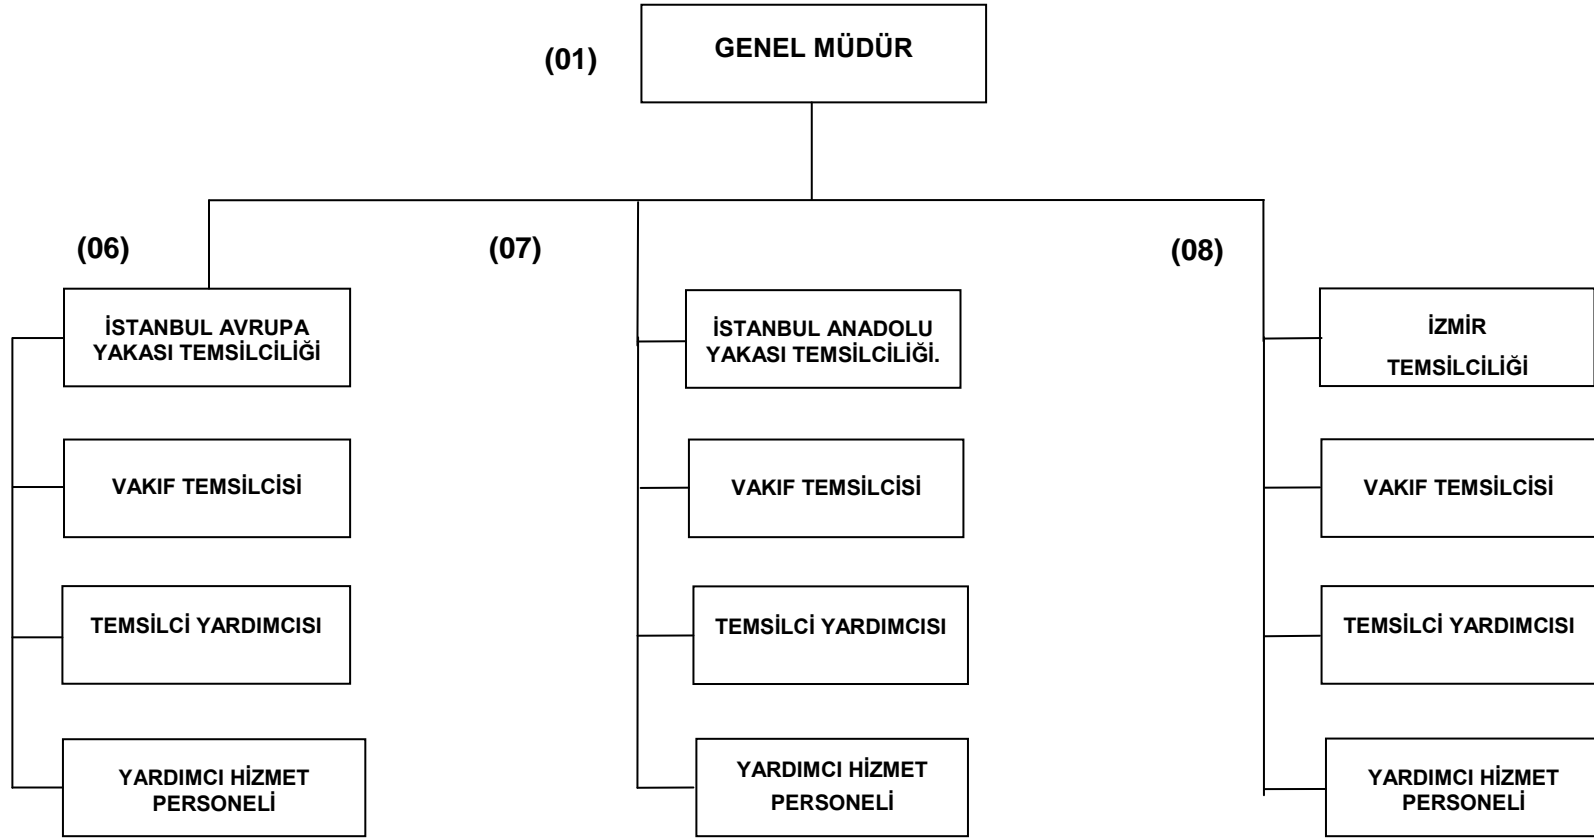 (01)
GENEL MÜDÜR
(06)
İSTANBUL AVRUPA
YAKASI TEMSİLCİLİĞİ
VAKIF TEMSİLCİSİ
TEMSİLCİ YARDIMCISI
YARDIMCI HİZMET
PERSONELİ
(07)
İSTANBUL ANADOLU
YAKASI TEMSİLCİLİĞİ.
VAKIF TEMSİLCİSİ
TEMSİLCİ YARDIMCISI
YARDIMCI HİZMET
PERSONELİ
(08)
İZMİR
TEMSİLCİLİĞİ
VAKIF TEMSİLCİSİ
TEMSİLCİ YARDIMCISI
YARDIMCI HİZMET
PERSONELİ